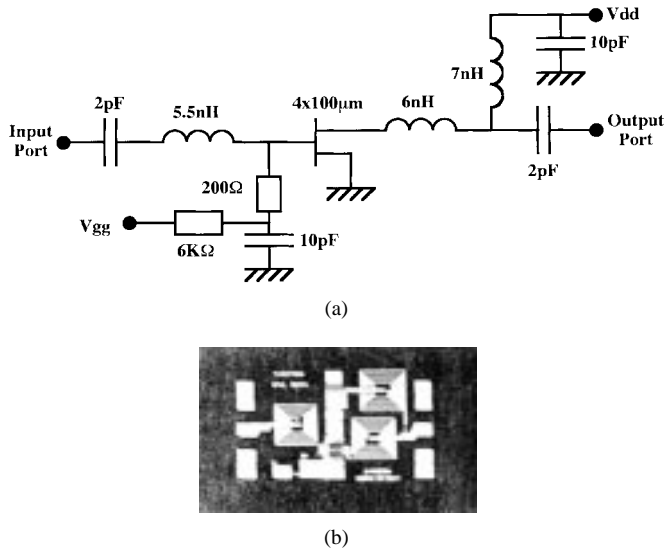 Vdd
10pF
7nH
2pF
5.5nH
4x100μm
6nH
Input
Port
Output
Port
2pF
200Ω
Vgg
10pF
6KΩ
(a)
(b)